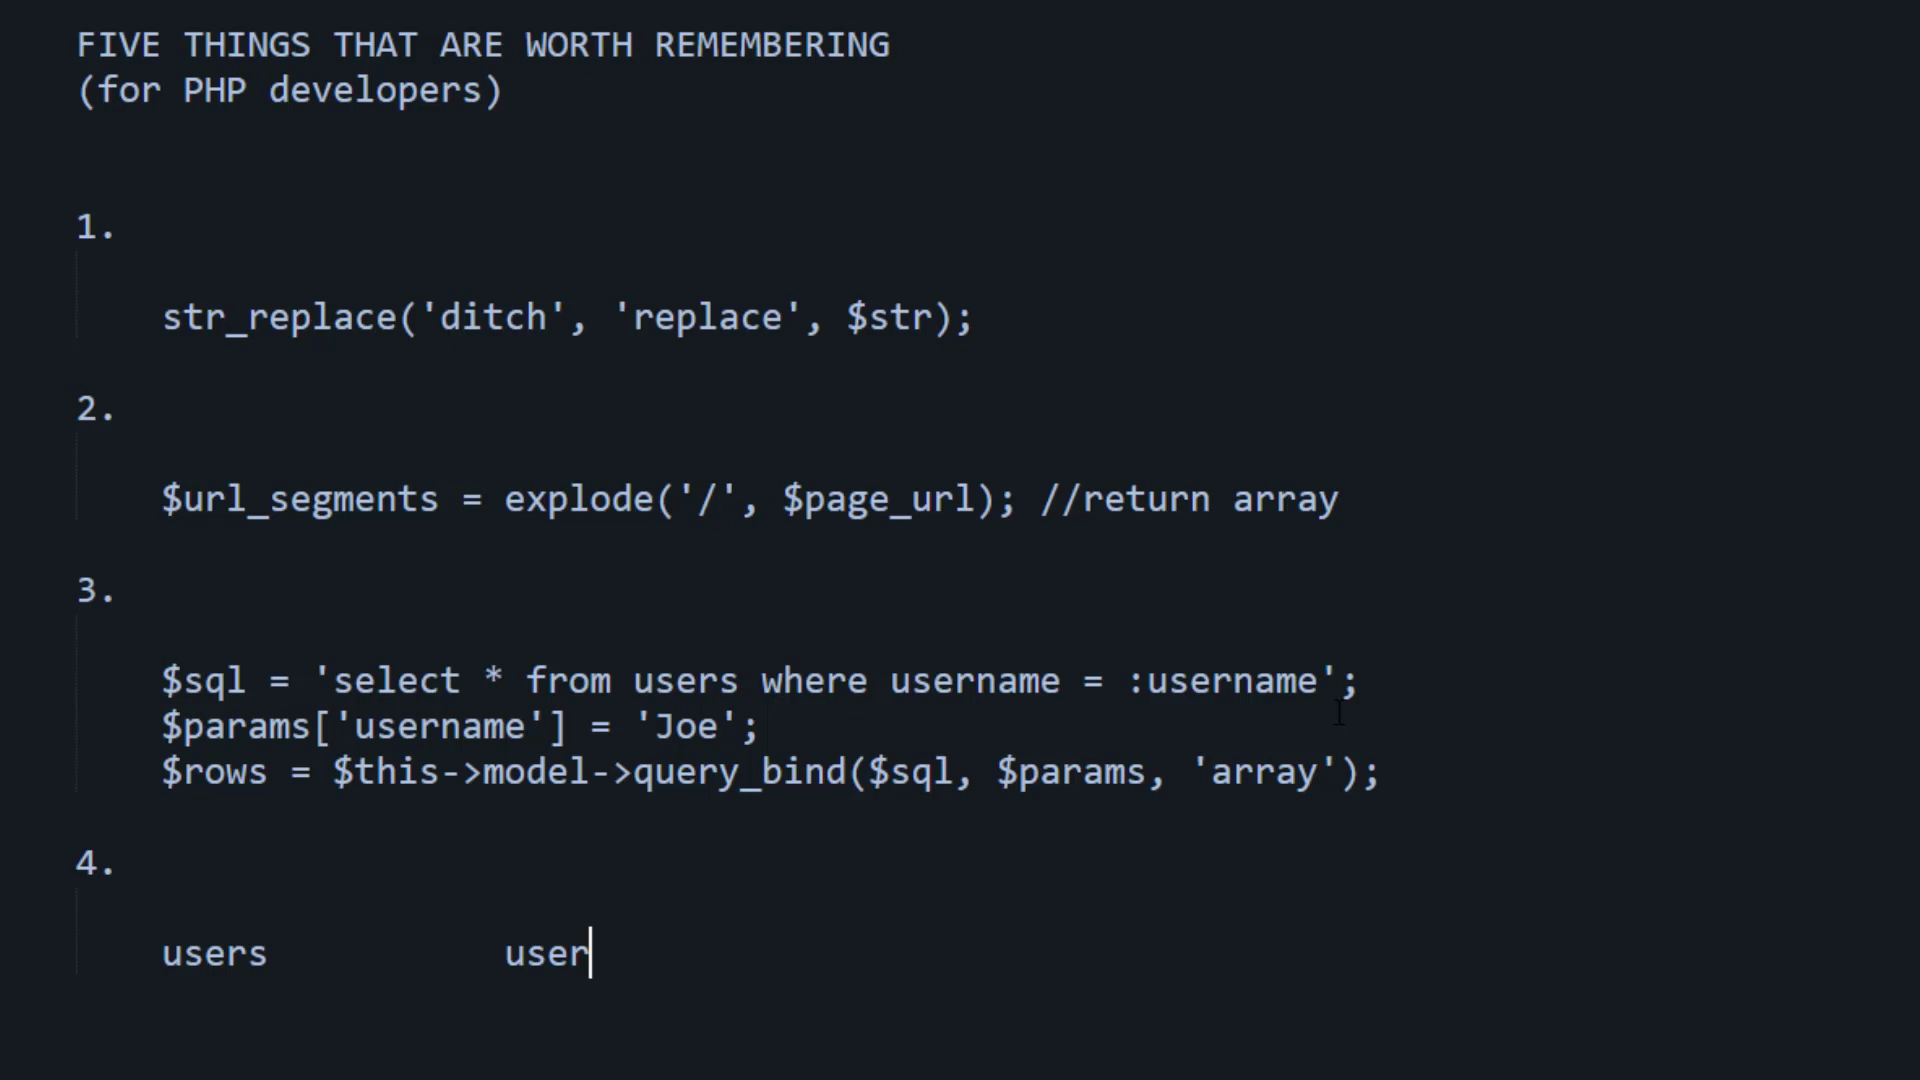 FIVE THINGS THAT ARE WORTH REMEMBERING
(for PHP developers)
1.
str_replace('ditch', 'replace', $str);
2.
$url_segments = explode('/', $page_url); //return array
3.
$sql = 'select * from users where username = :username';
$params['username'] = 'Joe';
$rows = $this->model->query_bind($sql, $params, 'array');
4.
users user